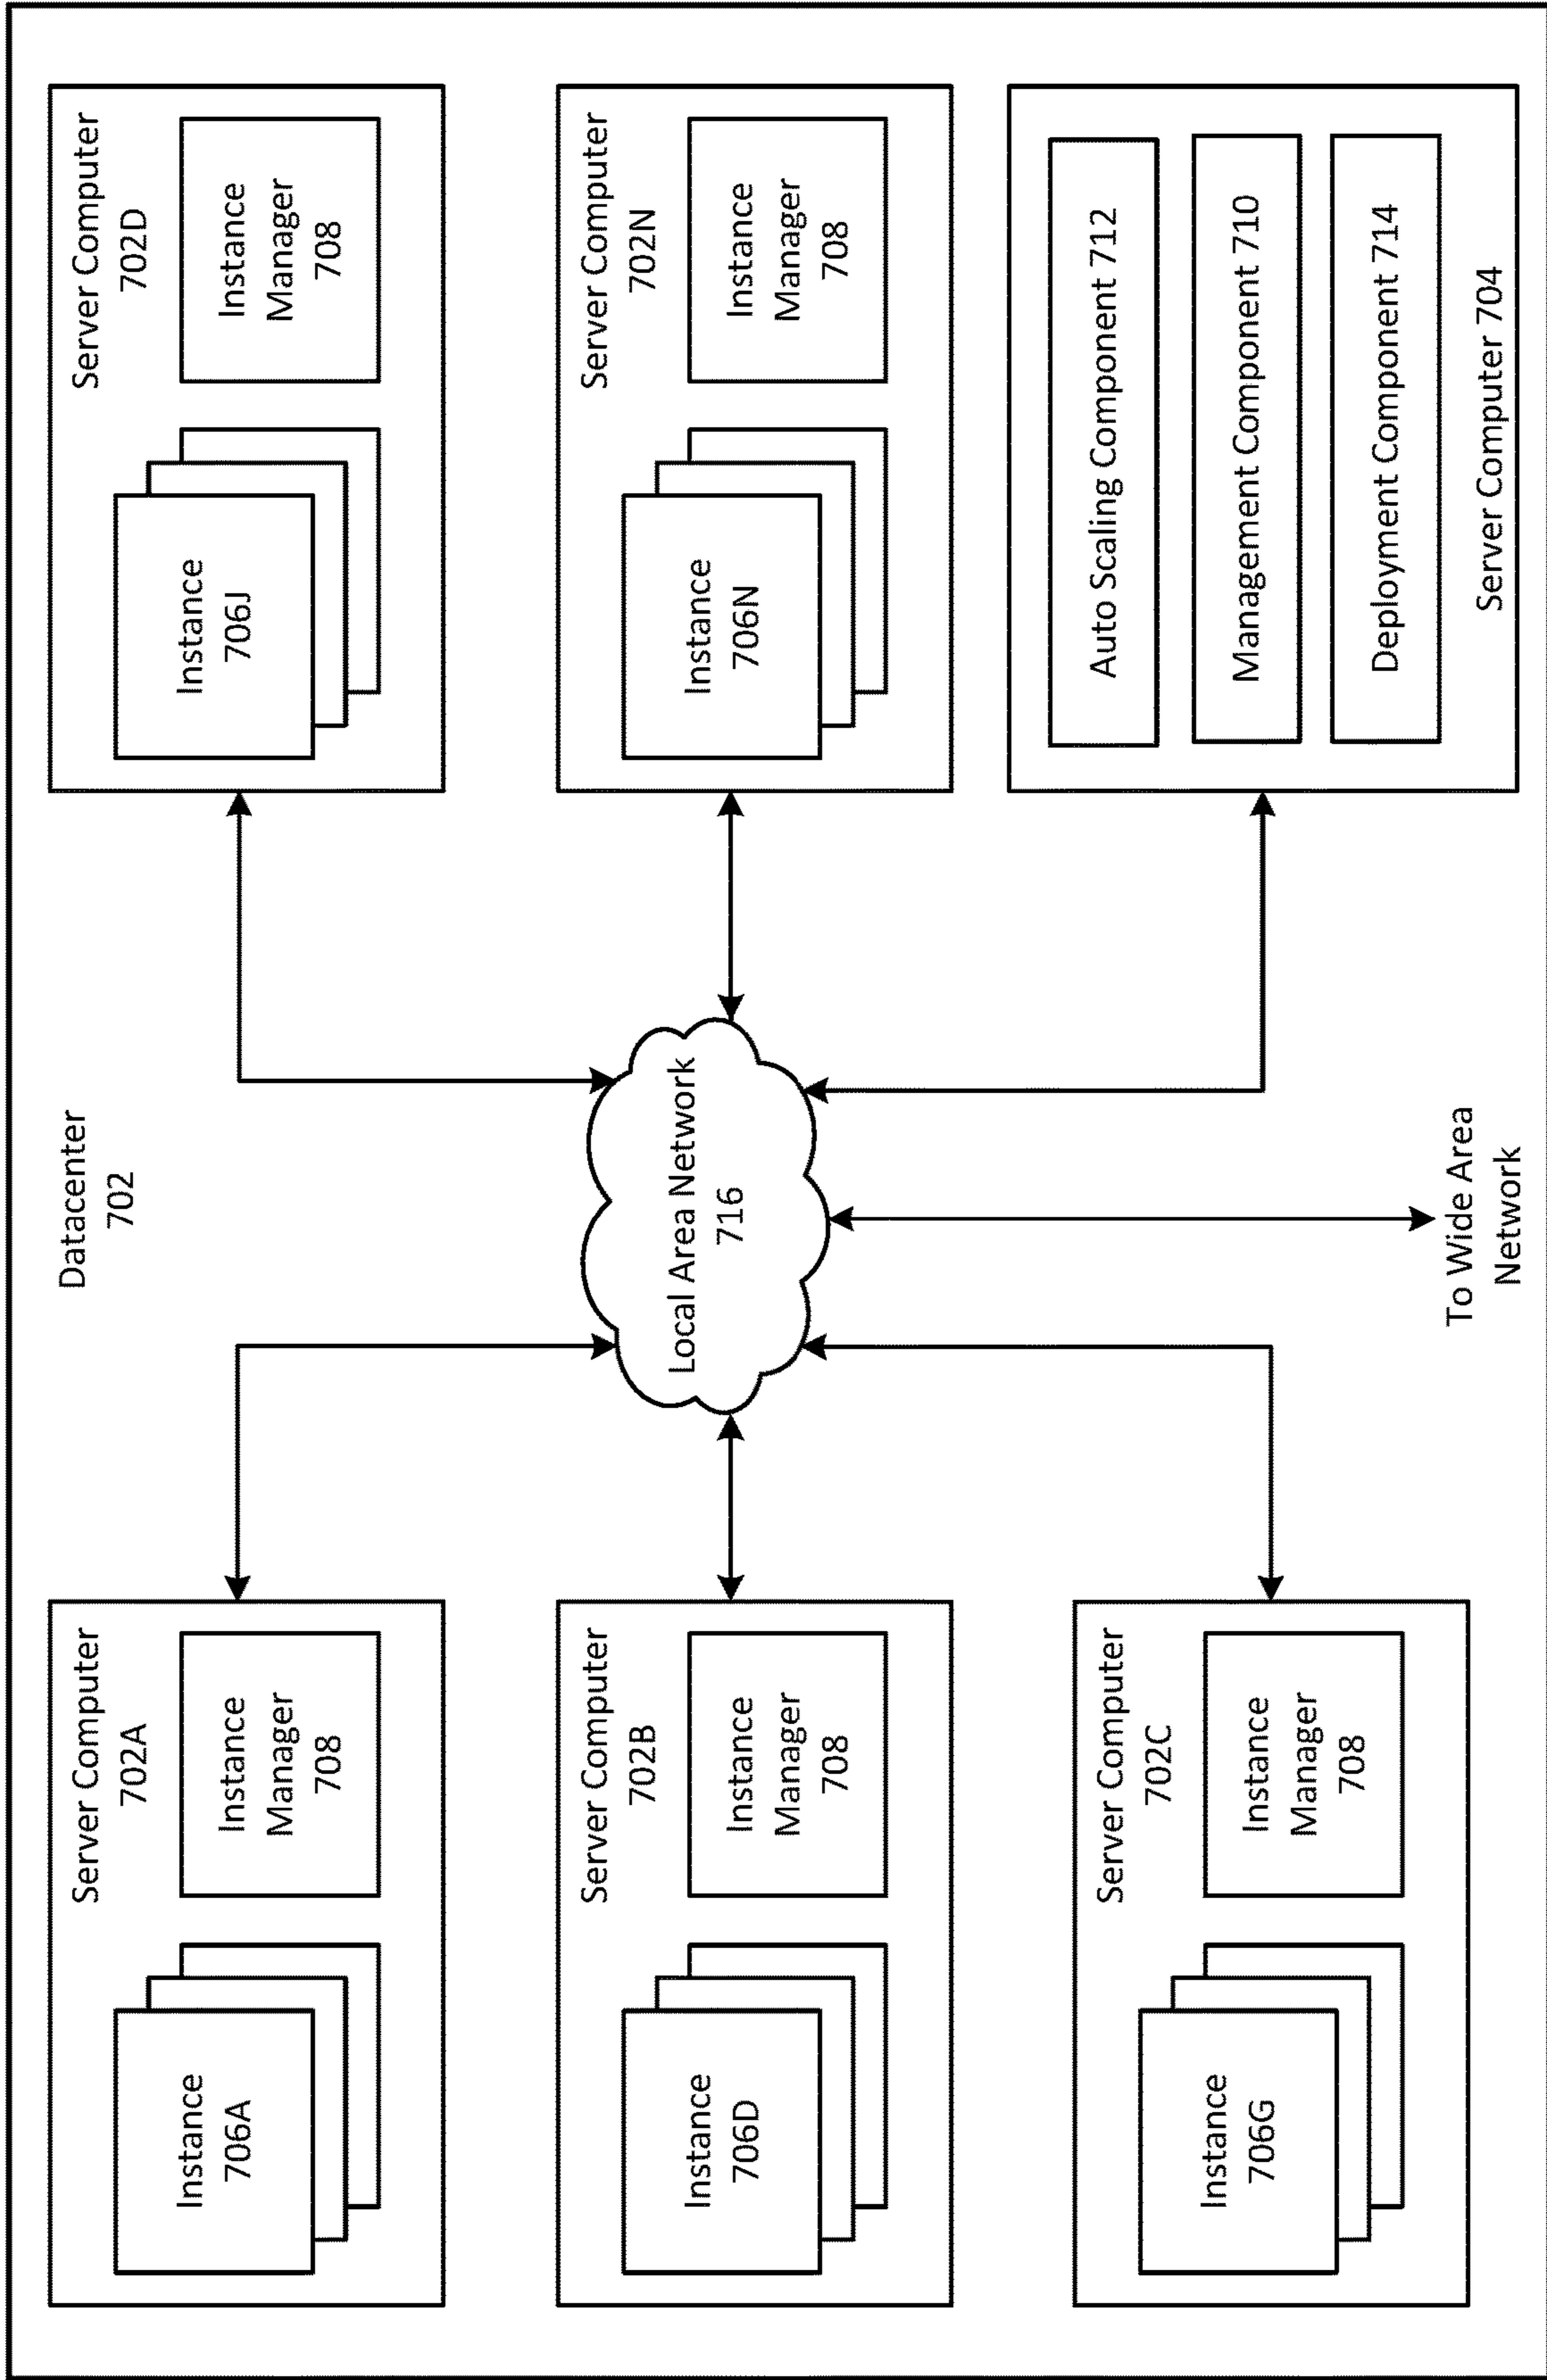 Datacenter
702
Server Computer
702A
Instance
706A
Instance
Manager
708
Server Computer
702B
Instance
706D
Instance
Manager
708
Server Computer
702C
Instance
706G
Instance
Manager
708
Local Area Network
716
To Wide Area
Network
Server Computer
702D
Instance
706J
Instance
Manager
708
Server Computer
702N
Instance
706N
Instance
Manager
708
Auto Scaling Component 712
Management Component 710
Deployment Component 714
Server Computer 704